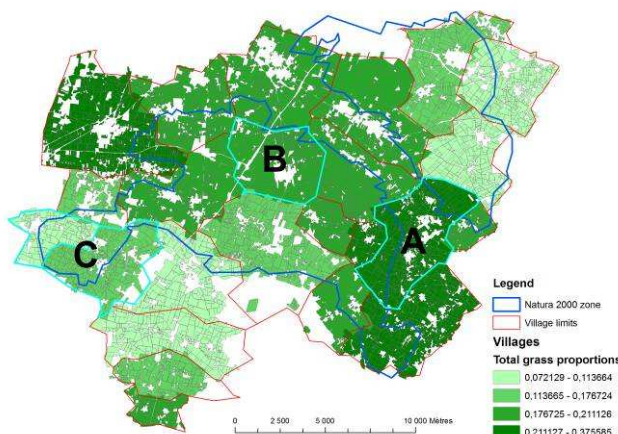 B
A
C
Legend
Natura 2000 zone
Village limits
Villages
Total grass proportions
0,072129 - 0,113664
0,113665 - 0,176724
0,176725 - 0,211126
0,211127 - 0,375585
0 2 500 5 000 10 000 Mètres